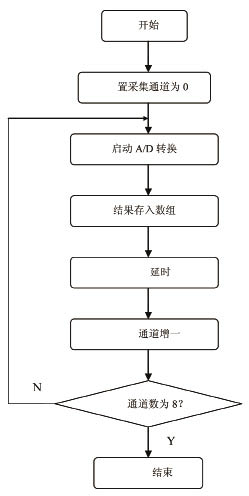 开始
置采集通道为 0
启动 A/D 转换
结果存入数组
延时
通道增一
通道数为 8？
N
Y
结束